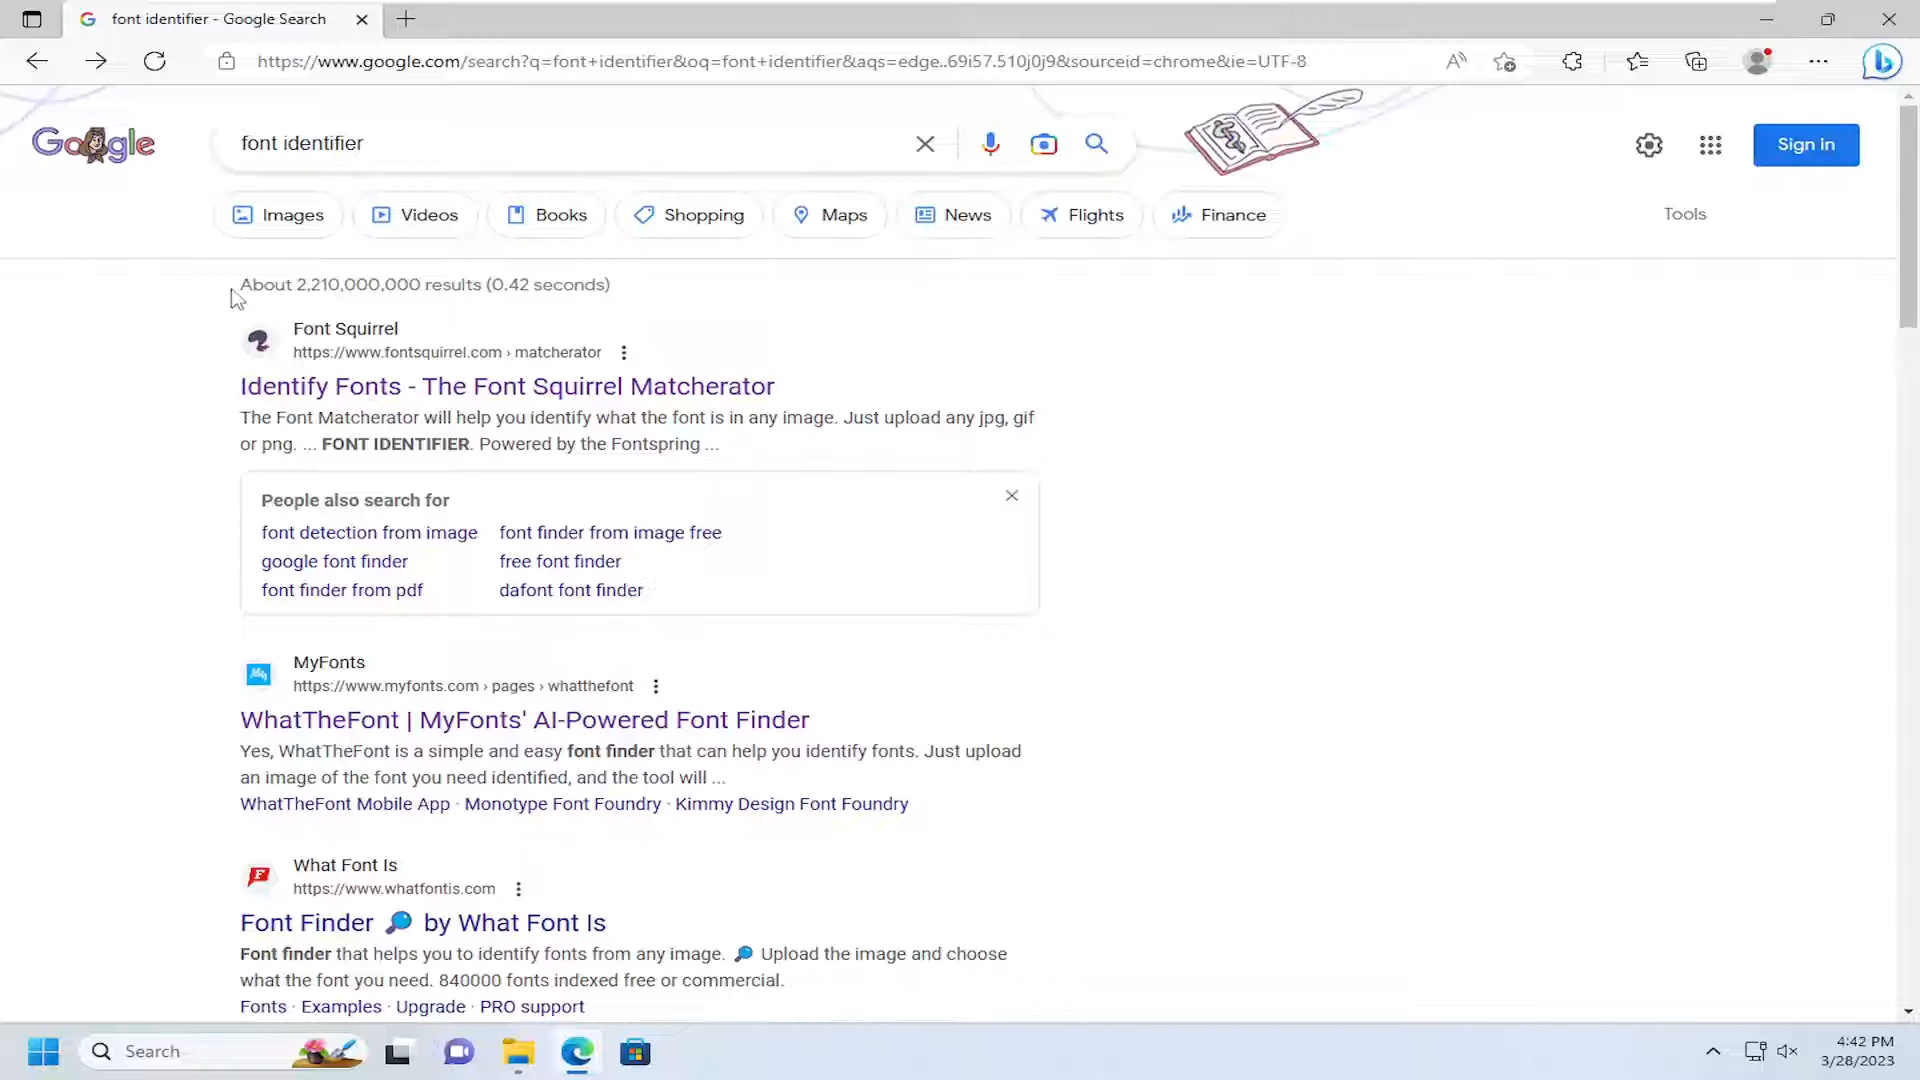 font identifier - Google Search
https://www.google.com/search?q=font+identifier&oq=font+identifier&aqs=edge..69i57.510j0j9&sourceid=chrome&ie=UTF-8
Google
font identifier
Sign in
Images
Videos
Books
Shopping
Maps
News
Flights
Finance
Tools
About 2,210,000,000 results (0.42 seconds)
Font Squirrel
https://www.fontsquirrel.com › matcherator
Identify Fonts - The Font Squirrel Matcherator
The Font Matcherator will help you identify what the font is in any image. Just upload any jpg, gif
or png. ... FONT IDENTIFIER. Powered by the Fontspring ...
People also search for
font detection from image
font finder from image free
google font finder
free font finder
font finder from pdf
dafont font finder
MyFonts
https://www.myfonts.com › pages › whatthefont
WhatTheFont | MyFonts' AI-Powered Font Finder
Yes, WhatTheFont is a simple and easy font finder that can help you identify fonts. Just upload
an image of the font you need identified, and the tool will ...
WhatTheFont Mobile App · Monotype Font Foundry · Kimmy Design Font Foundry
What Font Is
https://www.whatfontis.com
Font Finder 🔎 by What Font Is
Font finder that helps you to identify fonts from any image. 🔎 Upload the image and choose
what the font you need. 840000 fonts indexed free or commercial.
Fonts · Examples · Upgrade · PRO support
Search
4:42 PM
3/28/2023